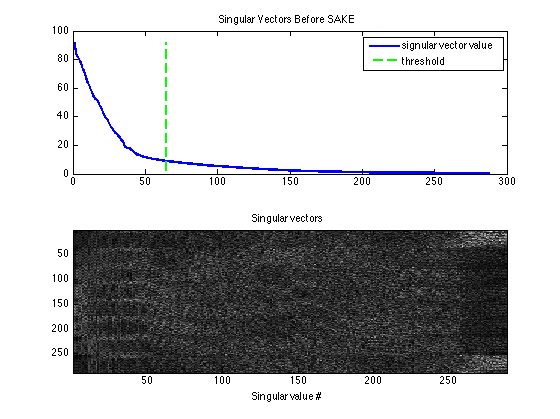 Singular Vectors Before SAKE
100
80
60
40
20
0
0 50 100 150 200 250 300
signular vector value
threshold
Singular vectors
50
100
150
200
250
50 100 150 200 250
Singular value #